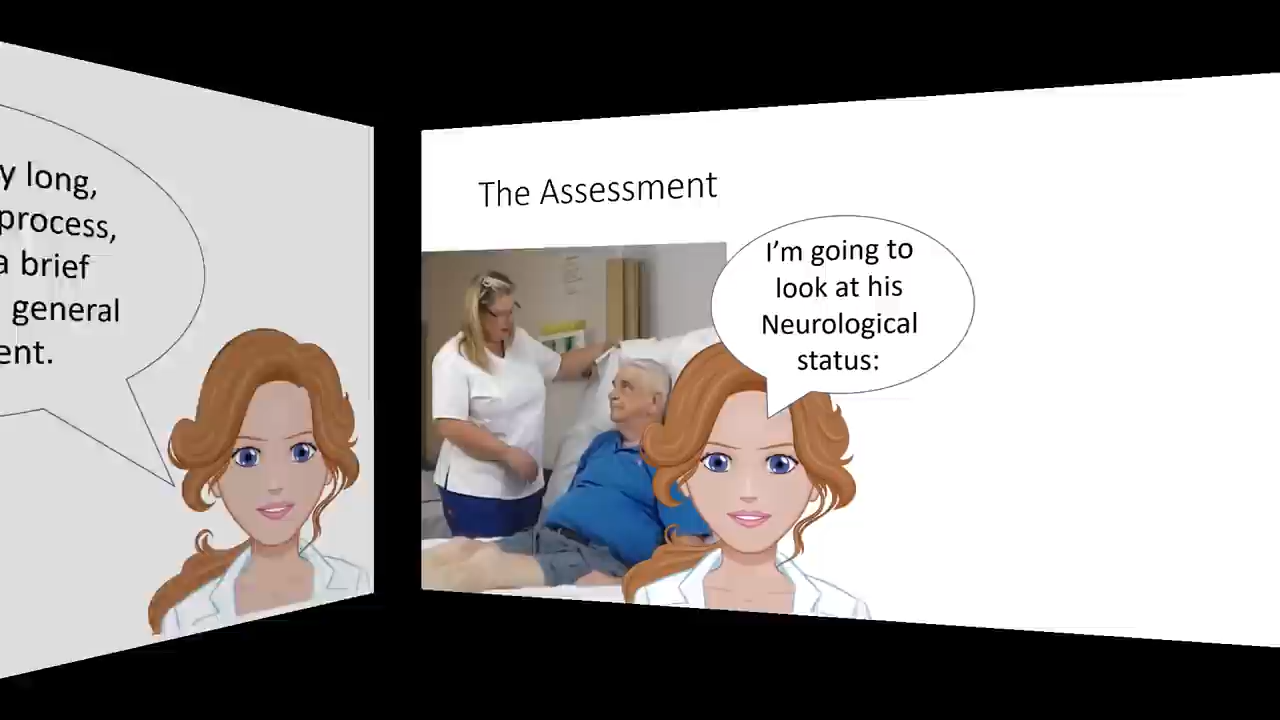 y long,
process,
a brief
general
ent.
The Assessment
I’m going to
look at his
Neurological
status: